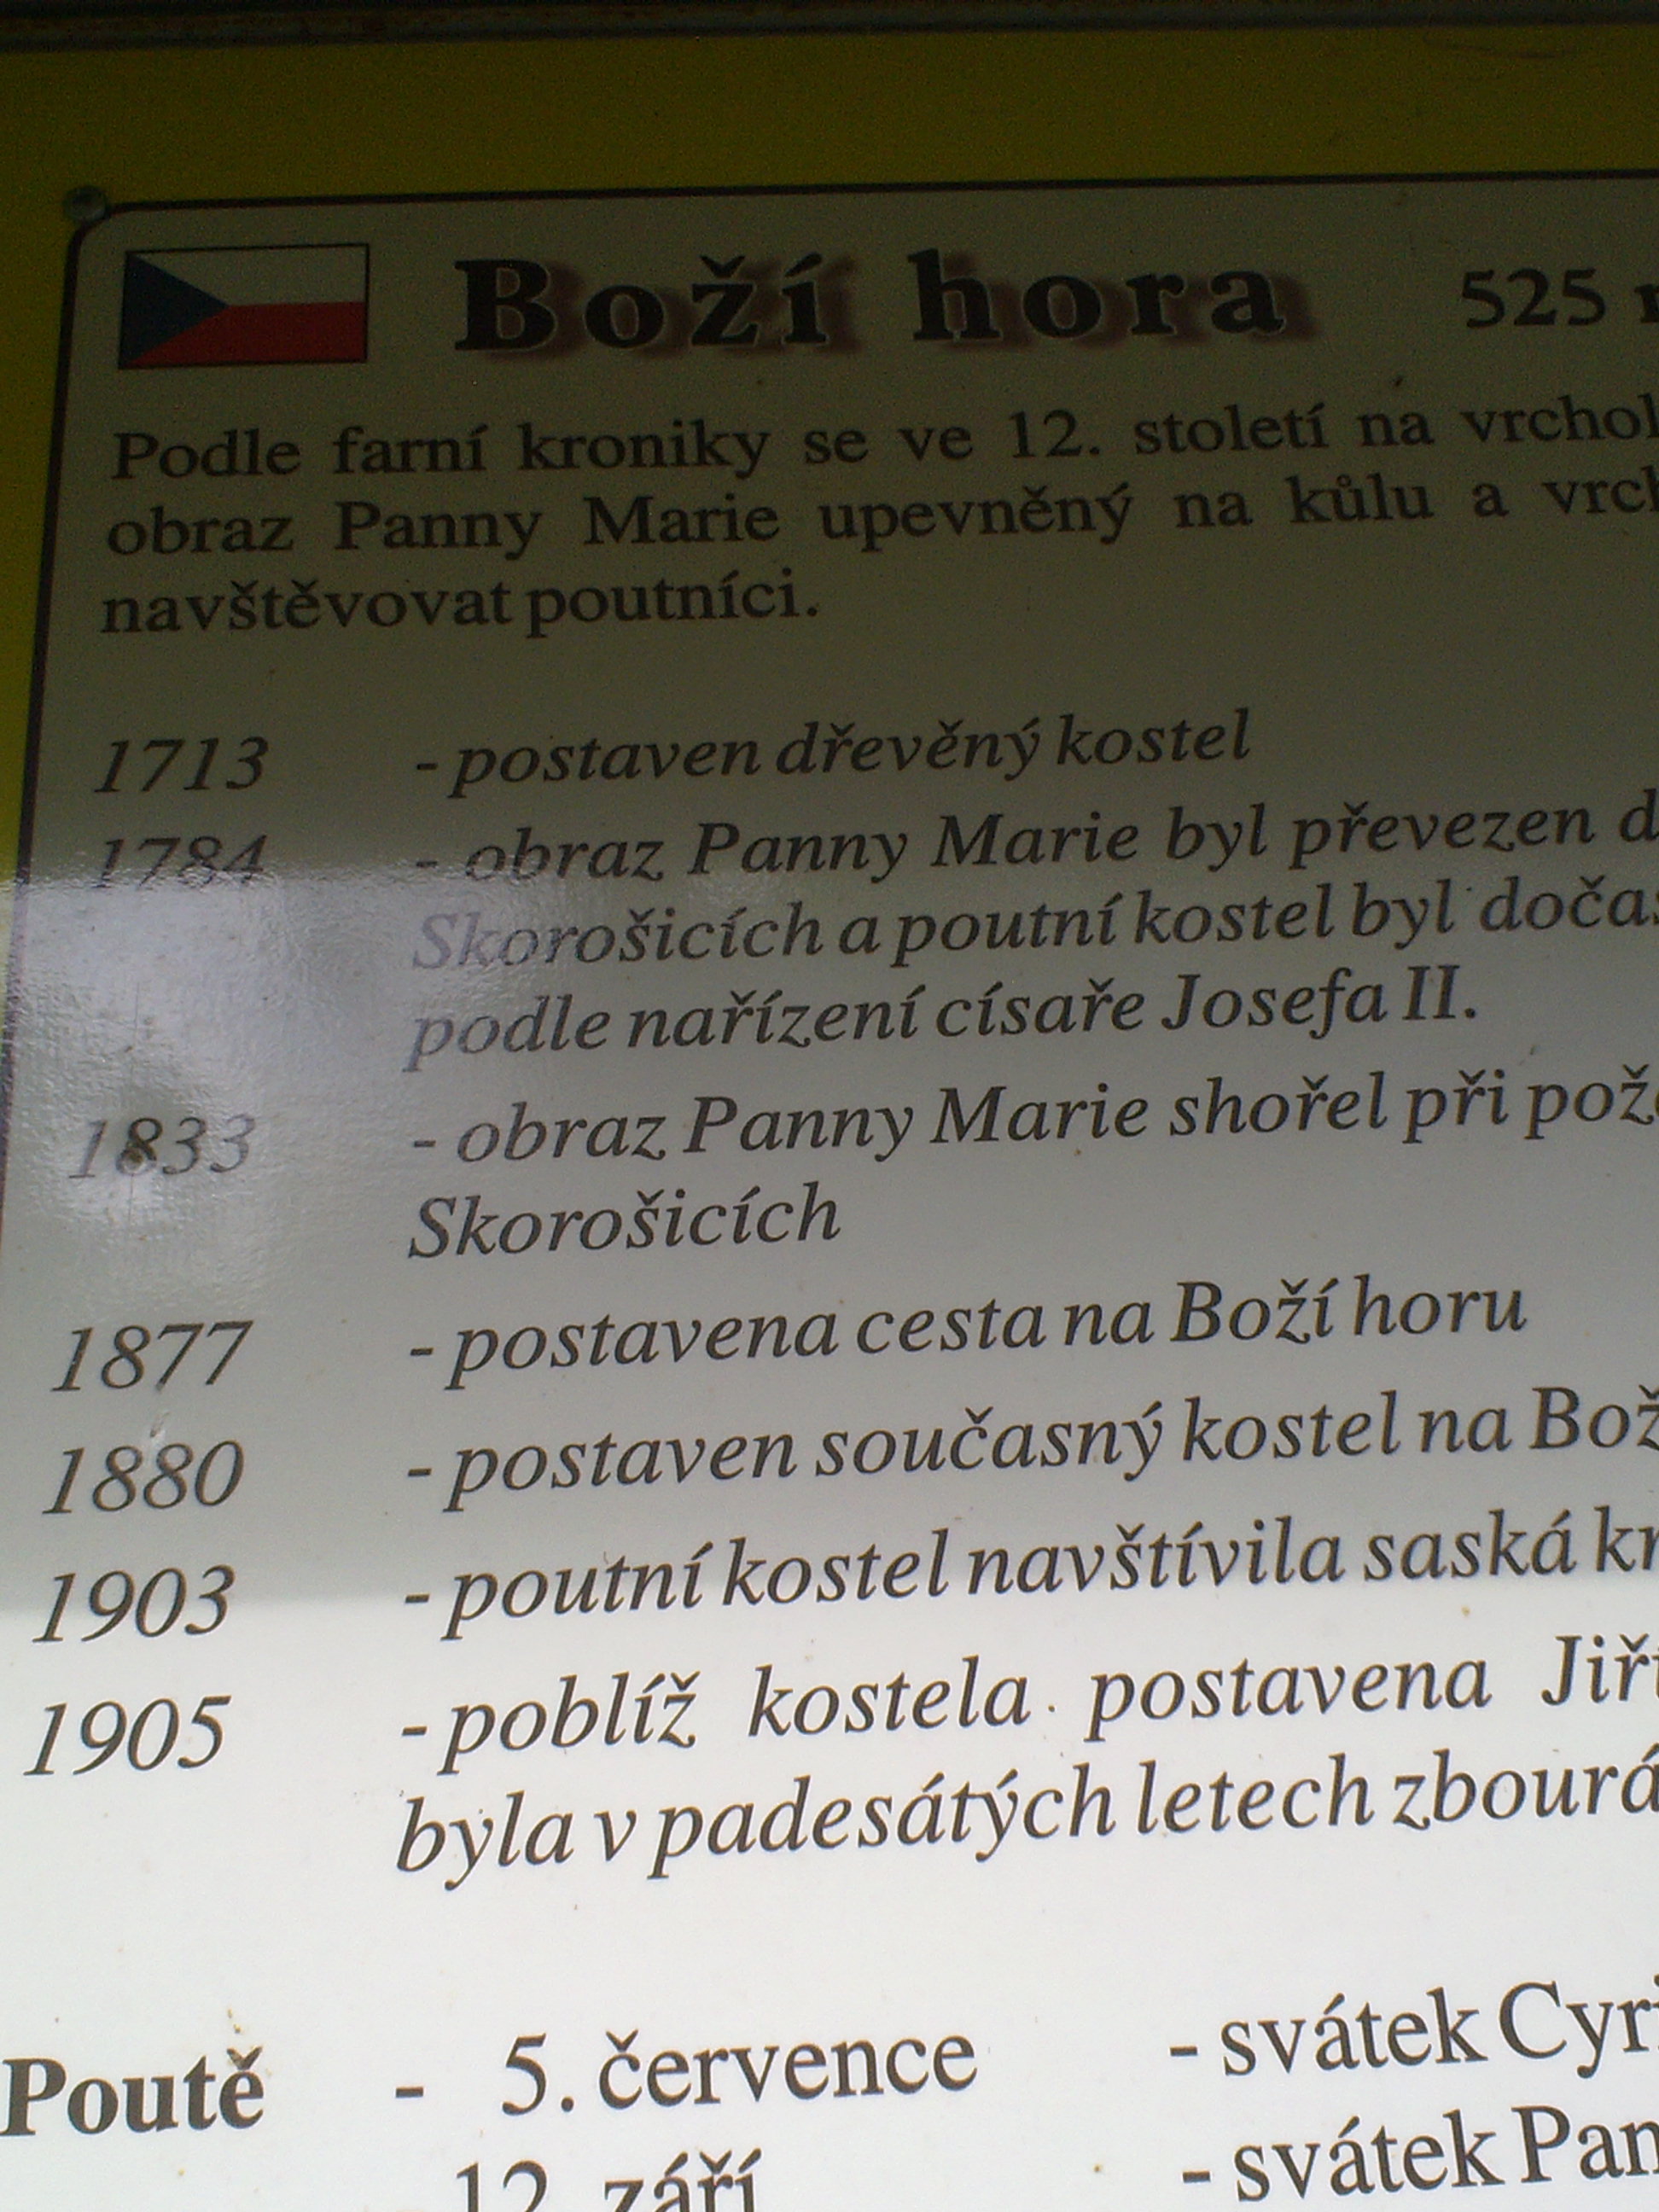 Boží hora 525
Podle farní kroniky se ve 12. století na
obraz Panny Marie upevněný na kůlu a
navštěvovat poutníci.
1713 - postaven dřevěný kostel
1784 - obraz Panny Marie byl převezen
Skorošicích a poutní kostel byl
podle nařízení císaře Josefa II.
1833 - obraz Panny Marie shořel při
Skorošicích
1877 - postavena cesta na Boží horu
1880 - postaven současný kostel na
1903 - poutní kostel navštívila saská
1905 - poblíž kostela postavena
byla v padesátých letech
Poutě - 5. července - svátek
12. září - svátek